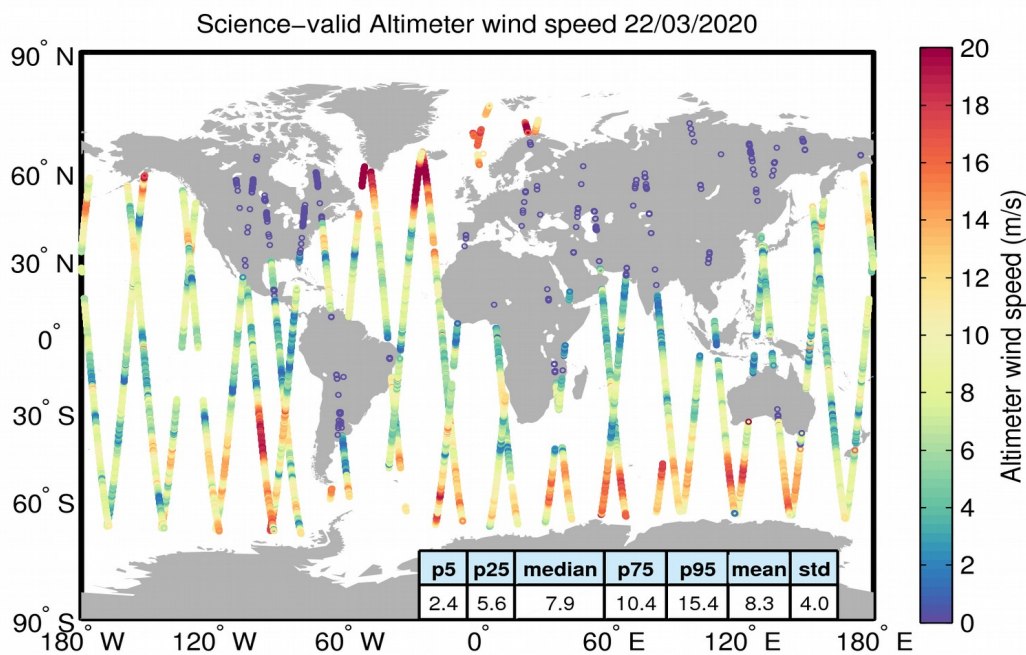 Science−valid Altimeter wind speed 22/03/2020
90° N
60° N
30° N
0°
30° S
60° S
90° S
180° W
120° W
60° W
0°
60° E
120° E
180° E
20
18
16
14
12
10
8
6
4
2
0
Altimeter wind speed (m/s)
p5 p25 median p75 p95 mean std
2.4 5.6 7.9 10.4 15.4 8.3 4.0